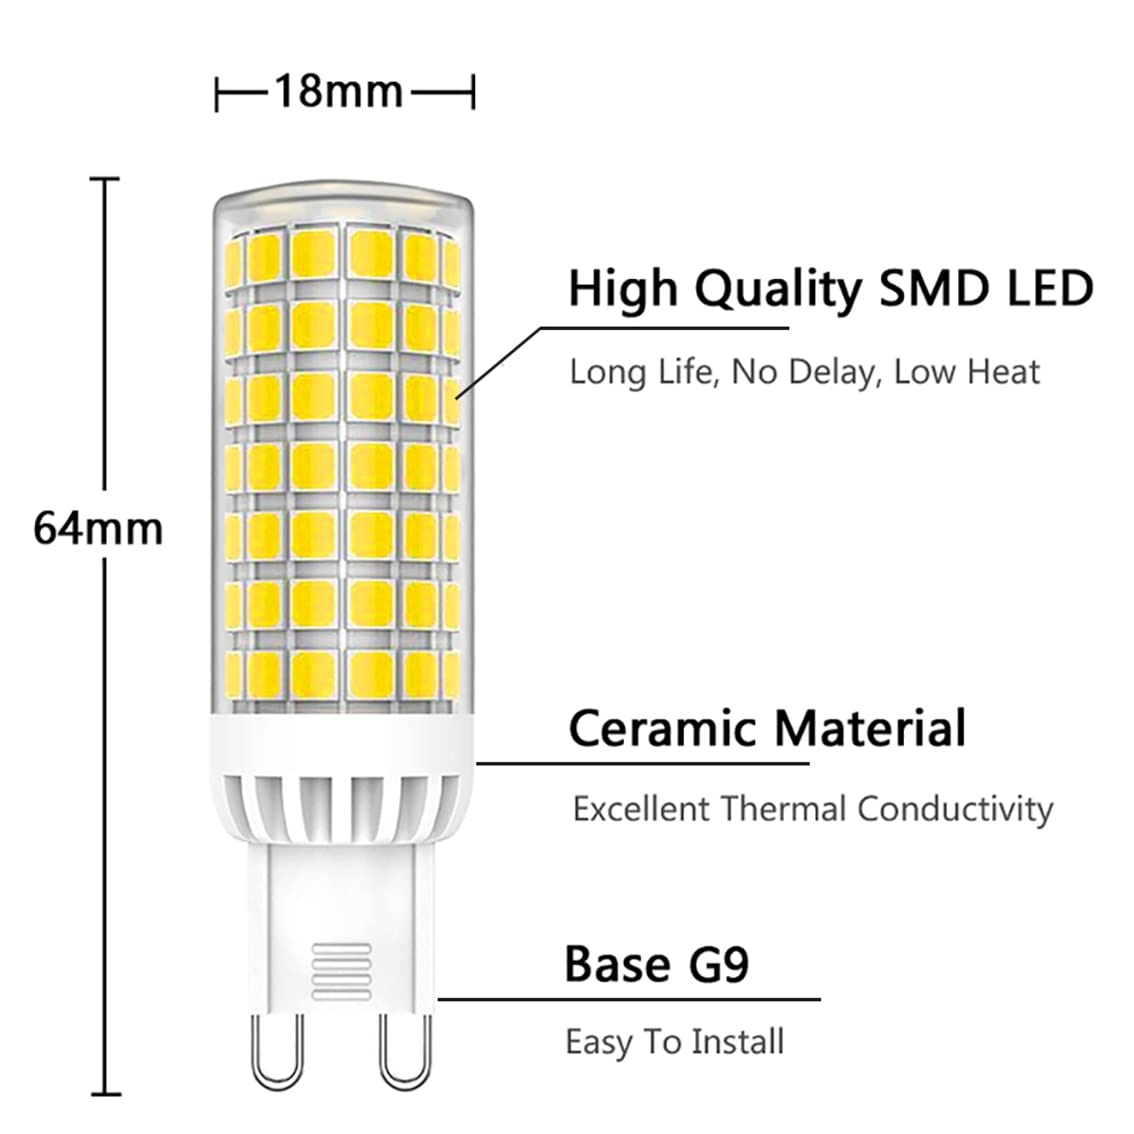 18mm
High Quality SMD LED
Long Life, No Delay, Low Heat
64mm
Ceramic Material
Excellent Thermal Conductivity
Base G9
Easy To Install